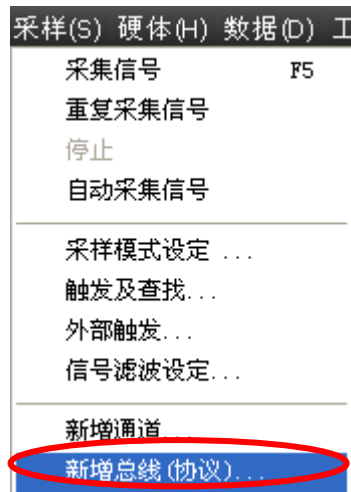 采样(S) 硬体(H) 数据(D) 工
采集信号 F5
重复采集信号
停止
自动采集信号
采样模式设定 ...
触发及查找...
外部触发...
信号滤波设定...
新增通道...
新增总线(协议)...